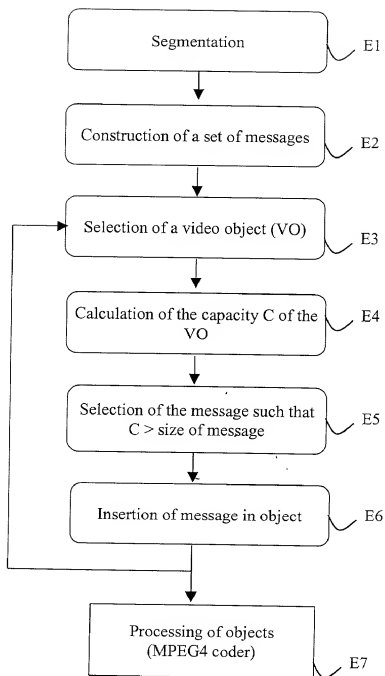 Segmentation
E1
Construction of a set of messages
E2
Selection of a video object (VO)
E3
Calculation of the capacity C of the
VO
E4
Selection of the message such that
C > size of message
E5
Insertion of message in object
E6
Processing of objects
(MPEG4 coder)
E7